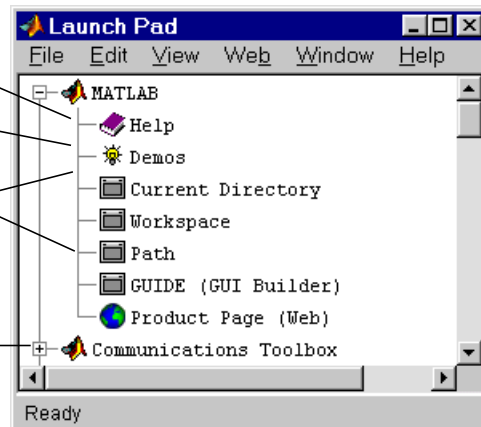 Launch Pad
File Edit View Web Window Help
MATLAB
Help
Demos
Current Directory
Workspace
Path
GUIDE (GUI Builder)
Product Page (Web)
Communications Toolbox
Ready